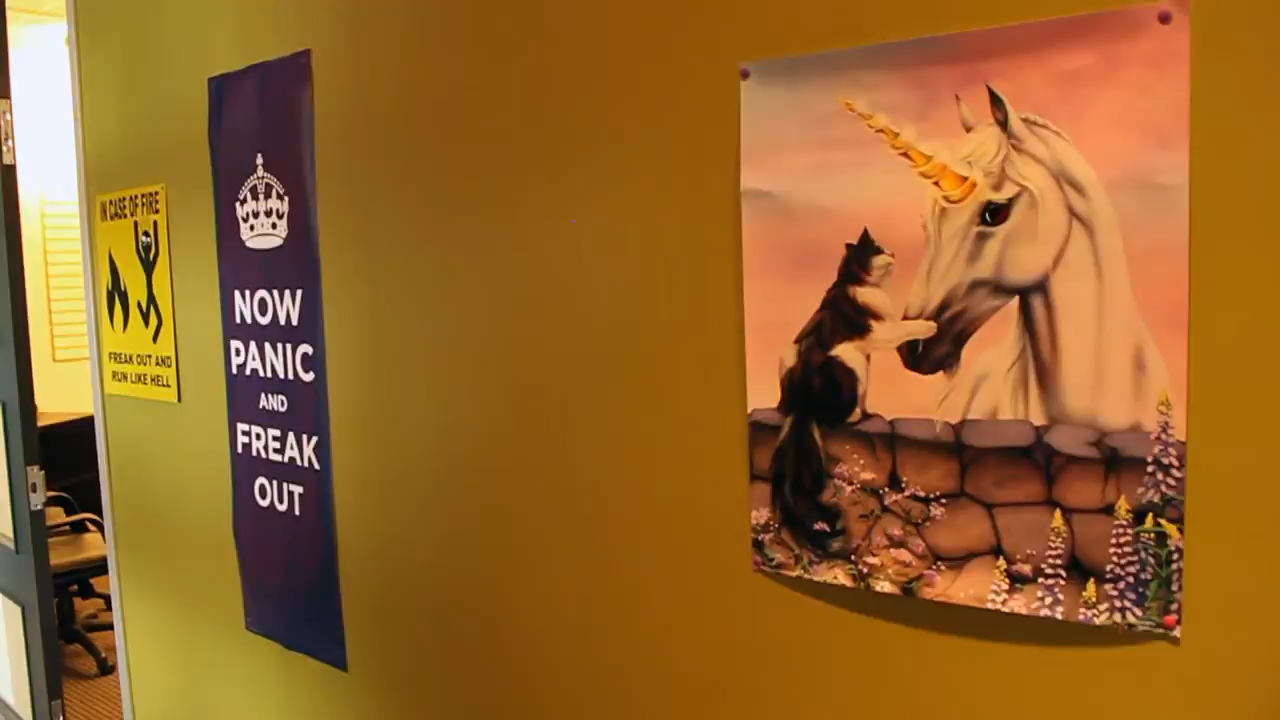 IN CASE OF FIRE
FREAK OUT AND
RUN LIKE HELL
NOW
PANIC
AND
FREAK
OUT